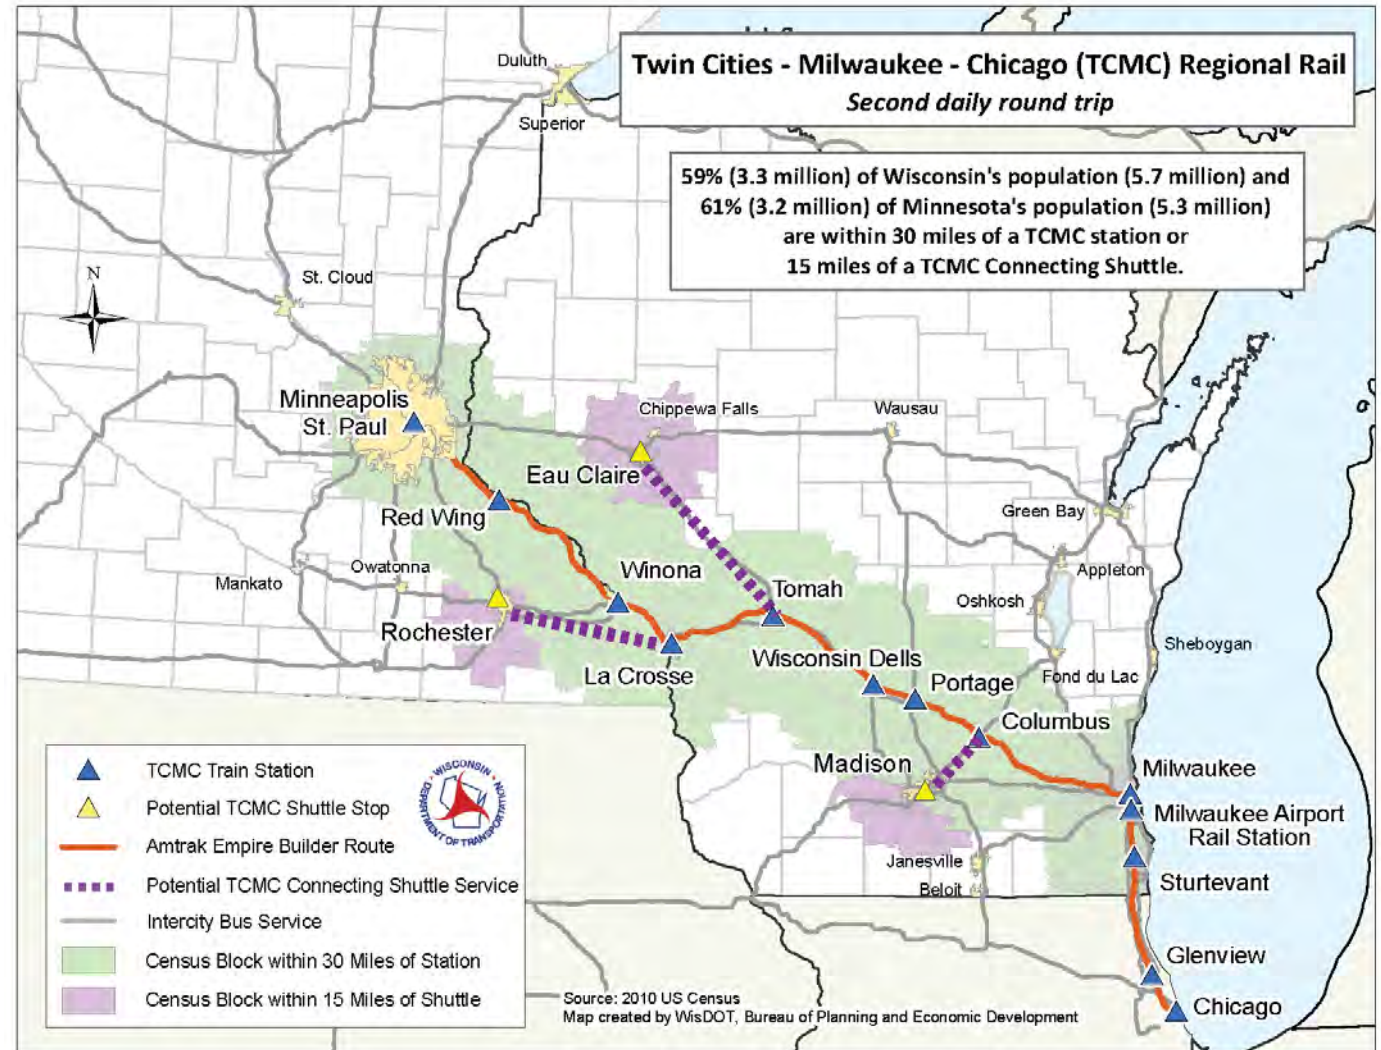 Twin Cities - Milwaukee - Chicago (TCMC) Regional Rail
Second daily round trip
59% (3.3 million) of Wisconsin's population (5.7 million) and
61% (3.2 million) of Minnesota's population (5.3 million)
are within 30 miles of a TCMC station or
15 miles of a TCMC Connecting Shuttle.
Duluth
Superior
N
St. Cloud
Minneapolis
St. Paul
Chippewa Falls
Wausau
Eau Claire
Red Wing
Green Bay
Mankato
Owatonna
Winona
Tomah
Appleton
Oshkosh
Rochester
La Crosse
Wisconsin Dells
Sheboygan
Portage
Fond du Lac
Columbus
Madison
Milwaukee
Milwaukee Airport
Rail Station
Janesville
Beloit
Sturtevant
Glenview
Chicago
TCMC Train Station
Potential TCMC Shuttle Stop
Amtrak Empire Builder Route
Potential TCMC Connecting Shuttle Service
Intercity Bus Service
Census Block within 30 Miles of Station
Census Block within 15 Miles of Shuttle
WISCONSIN
DEPARTMENT OF TRANSPORTATION
Source: 2010 US Census
Map created by WisDOT, Bureau of Planning and Economic Development